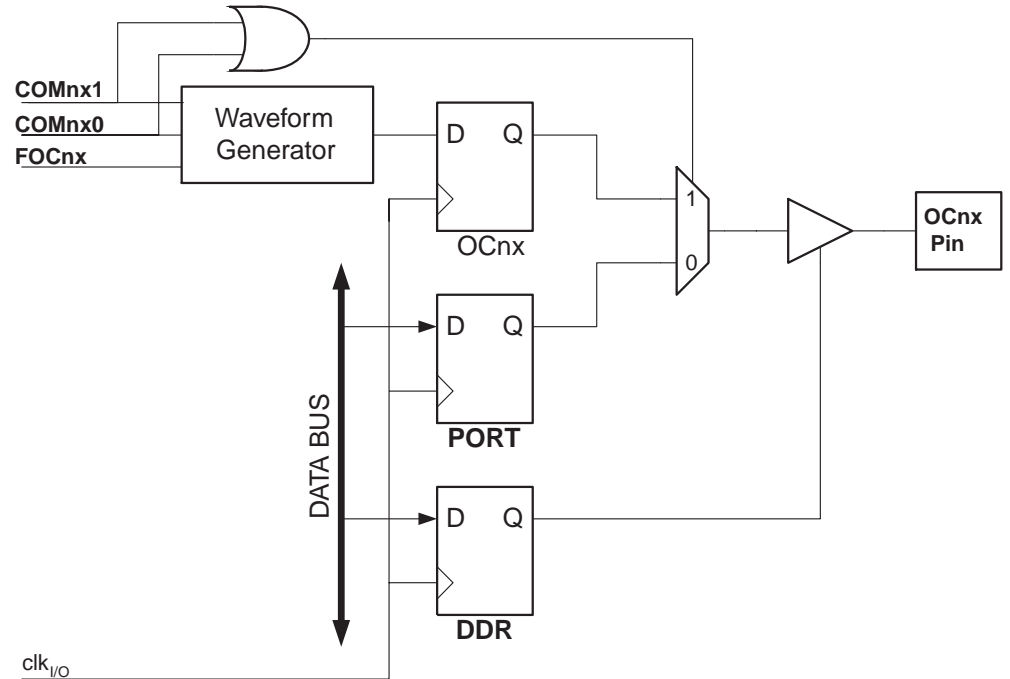 COMnx1
COMnx0
FOCnx
Waveform
Generator
D Q
OCnx
1
0
OCnx
Pin
D Q
PORT
DATA BUS
D Q
DDR
clkI/O